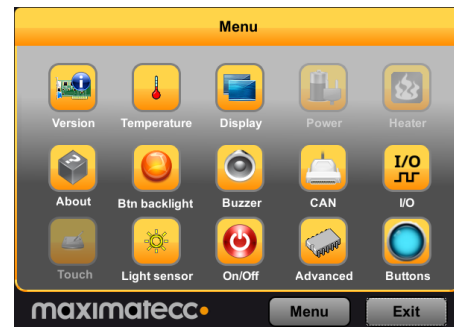 Menu
Version Temperature Display Power Heater
About Btn backlight Buzzer CAN I/O
I/O
Touch Light sensor On/Off Advanced Buttons
maximatecc
Menu Exit